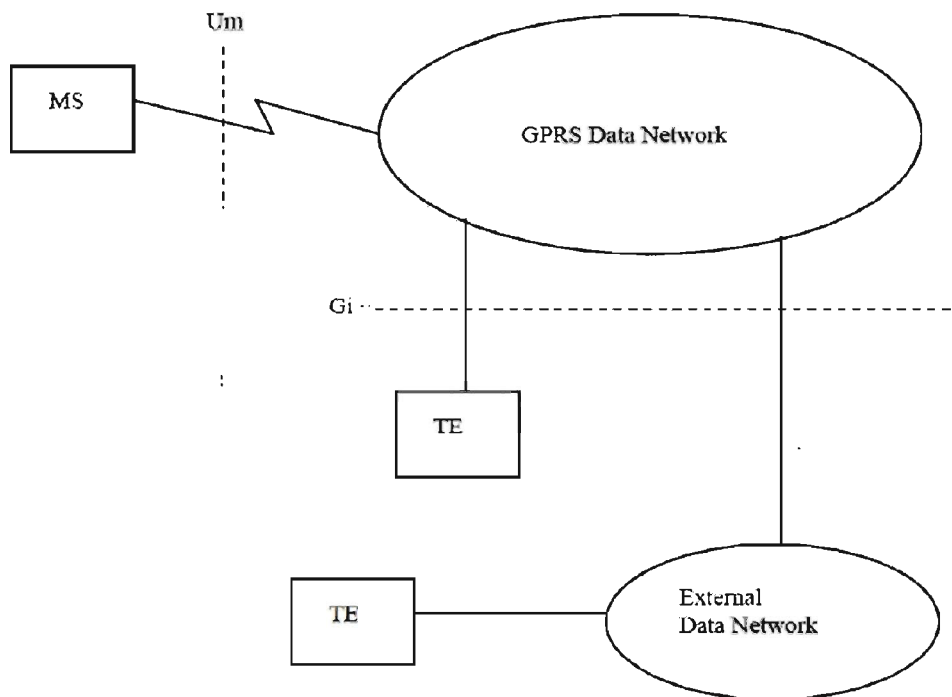 Um
MS
GPRS Data Network
Gi
TE
TE
External
Data Network